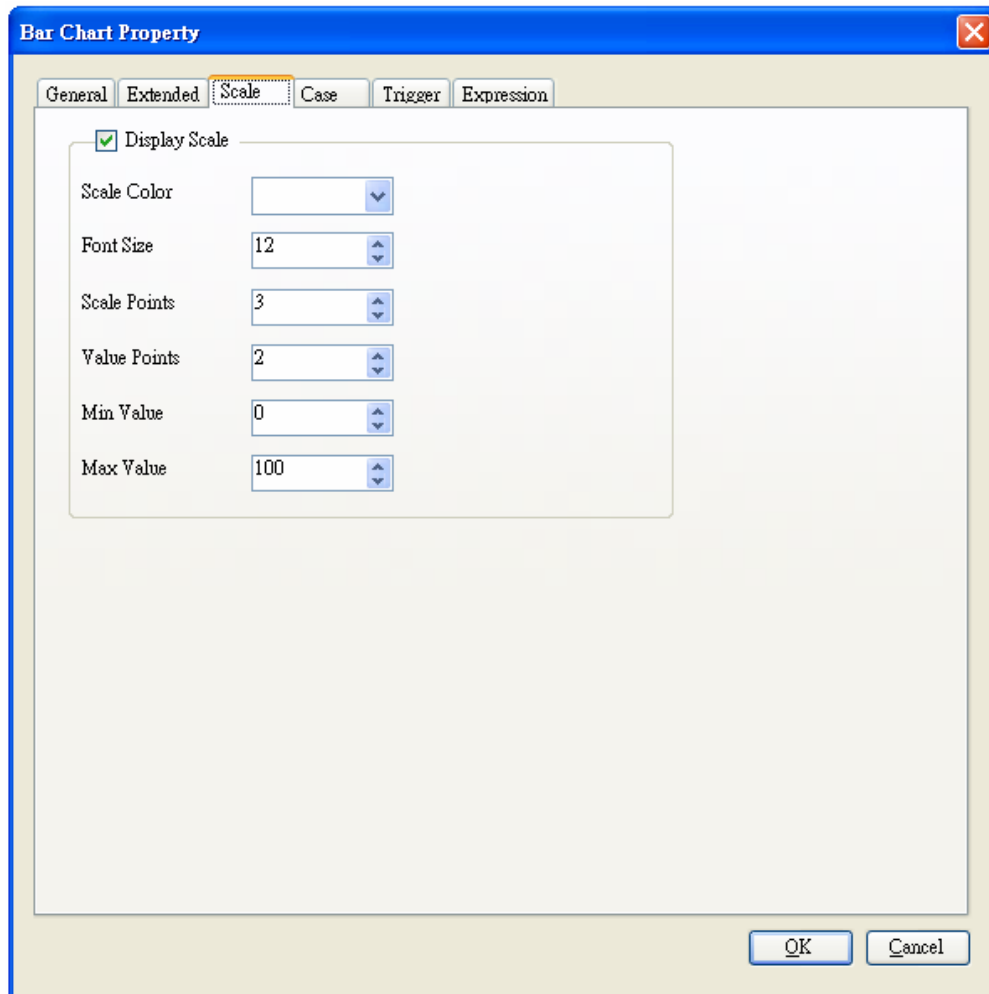 Bar Chart Property
General Extended Scale Case Trigger Expression
Display Scale
Scale Color
Font Size 12
Scale Points 3
Value Points 2
Min Value 0
Max Value 100
OK Cancel